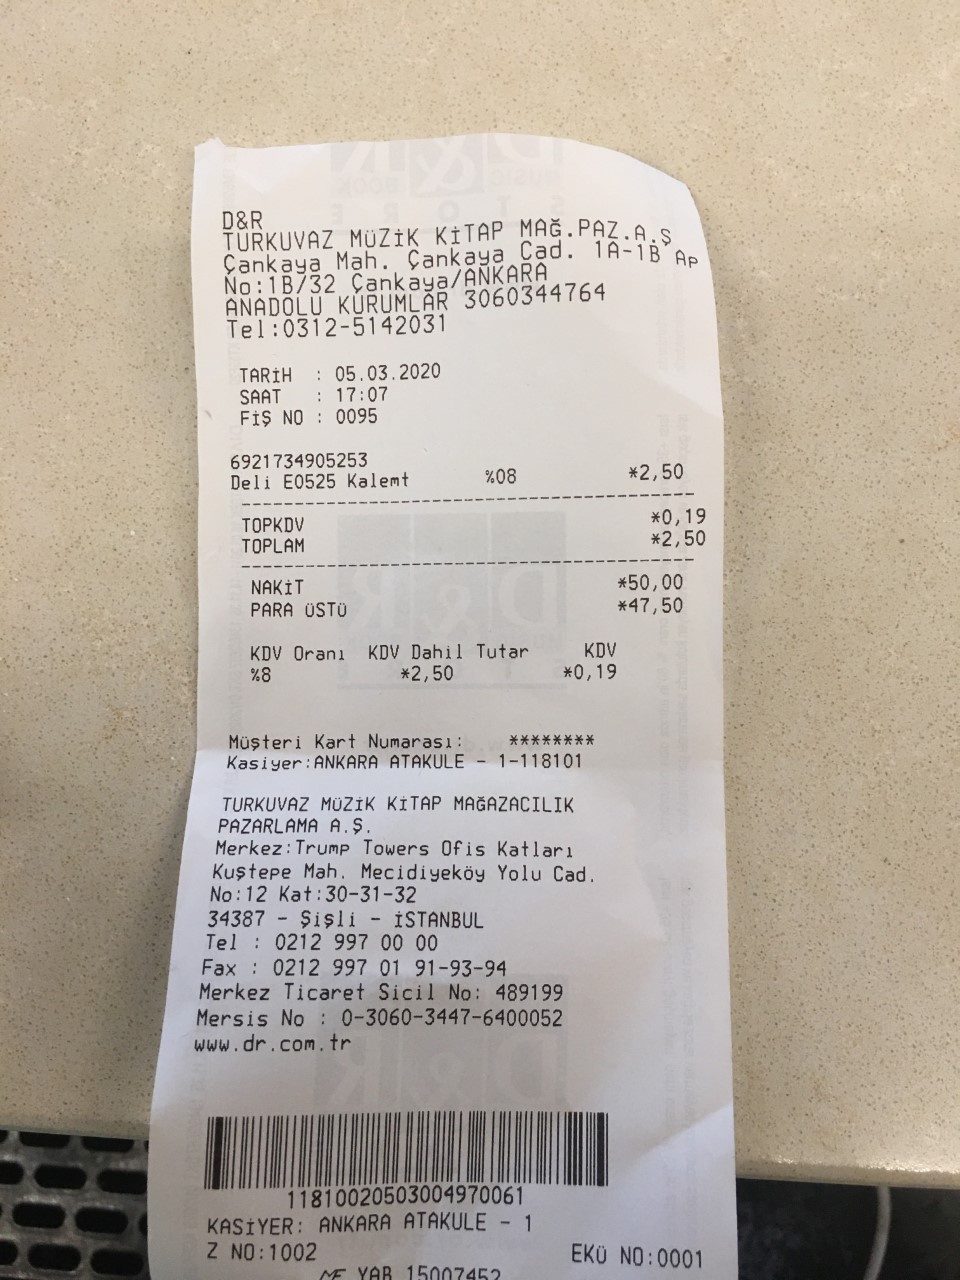 D&R
TURKUVAZ MÜZİK KİTAP MAĞ.PAZ.A.Ş
Çankaya Mah. Çankaya Cad. 1A-1B Ap
No:1B/32 Çankaya/ANKARA
ANADOLU KURUMLAR 3060344764
Tel:0312-5142031
TARİH : 05.03.2020
SAAT : 17:07
FİŞ NO : 0095
6921734905253
Deli E0525 Kalemt %08 *2,50
TOPKDV *0,19
TOPLAM *2,50
NAKİT *50,00
PARA ÜSTÜ *47,50
KDV Oranı KDV Dahil Tutar KDV
%8 *2,50 *0,19
Müşteri Kart Numarası: ********
Kasiyer:ANKARA ATAKULE - 1-118101
TURKUVAZ MÜZİK KİTAP MAĞAZACILIK
PAZARLAMA A.Ş.
Merkez:Trump Towers Ofis Katları
Kuştepe Mah. Mecidiyeköy Yolu Cad.
No:12 Kat:30-31-32
34387 - Şişli - İSTANBUL
Tel : 0212 997 00 00
Fax : 0212 997 01 91-93-94
Merkez Ticaret Sicil No: 489199
Mersis No : 0-3060-3447-6400052
www.dr.com.tr
11810020503004970061
KASİYER: ANKARA ATAKULE - 1
Z NO:1002 EKÜ NO:0001
MF YAB 15007452